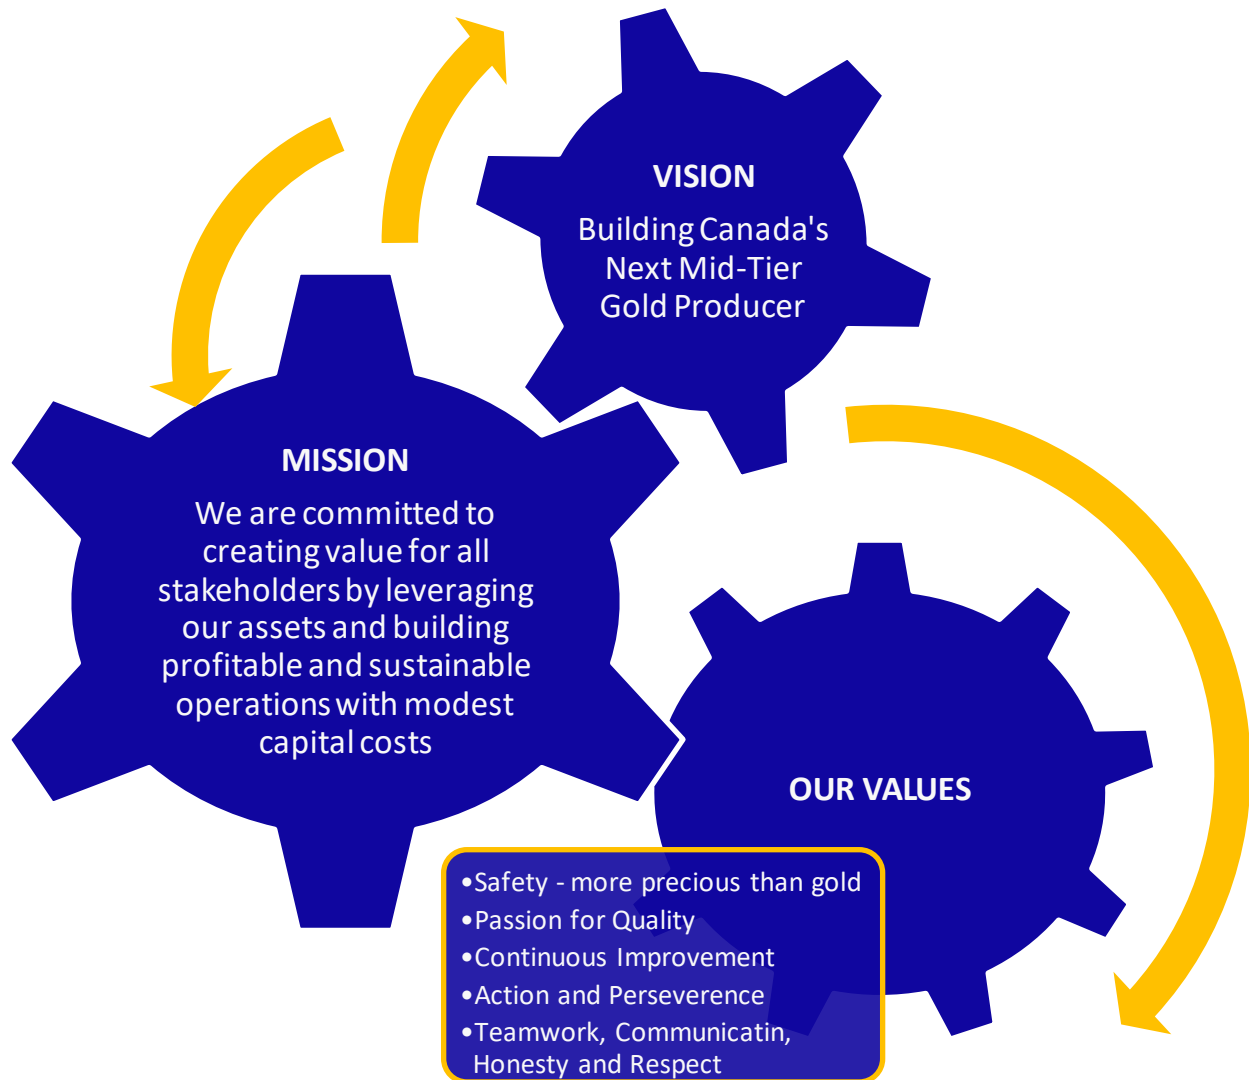 VISION
Building Canada's
Next Mid-Tier
Gold Producer
MISSION
We are committed to
creating value for all
stakeholders by leveraging
our assets and building
profitable and sustainable
operations with modest
capital costs
OUR VALUES
•Safety - more precious than gold
•Passion for Quality
•Continuous Improvement
•Action and Perseverence
•Teamwork, Communicatin,
Honesty and Respect